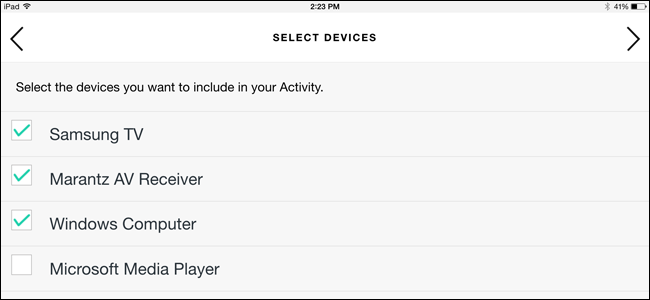 iPad 2:23 PM 41%
SELECT DEVICES
Select the devices you want to include in your Activity.
Samsung TV
Marantz AV Receiver
Windows Computer
Microsoft Media Player